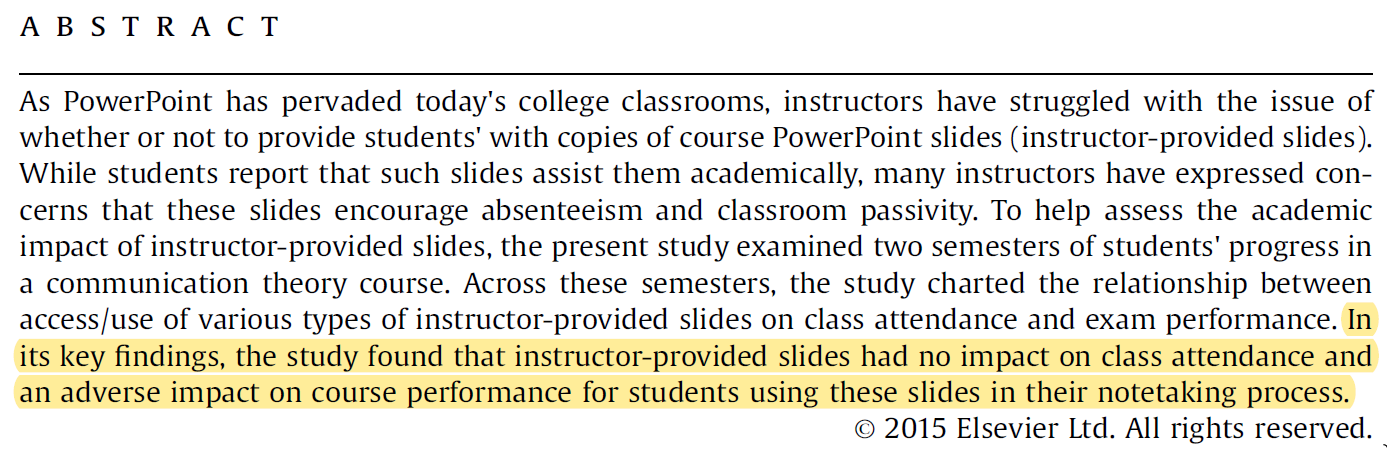 A B S T R A C T
As PowerPoint has pervaded today's college classrooms, instructors have struggled with the issue of
whether or not to provide students' with copies of course PowerPoint slides (instructor-provided slides).
While students report that such slides assist them academically, many instructors have expressed con-
cerns that these slides encourage absenteeism and classroom passivity. To help assess the academic
impact of instructor-provided slides, the present study examined two semesters of students' progress in
a communication theory course. Across these semesters, the study charted the relationship between
access/use of various types of instructor-provided slides on class attendance and exam performance. In
its key findings, the study found that instructor-provided slides had no impact on class attendance and
an adverse impact on course performance for students using these slides in their notetaking process.
© 2015 Elsevier Ltd. All rights reserved.